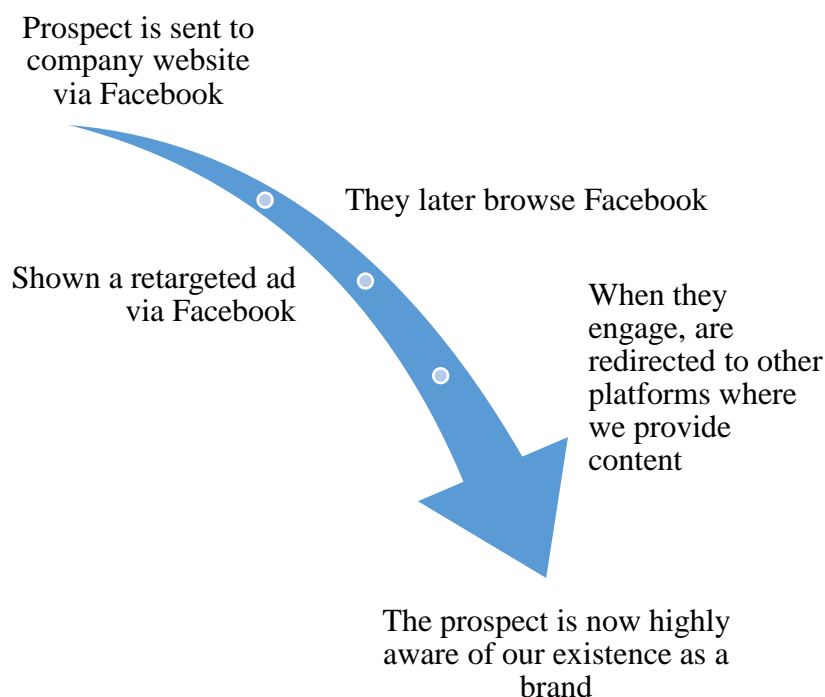 Prospect is sent to
company website
via Facebook
They later browse Facebook
Shown a retargeted ad
via Facebook
When they
engage, are
redirected to other
platforms where
we provide
content
The prospect is now highly
aware of our existence as a
brand